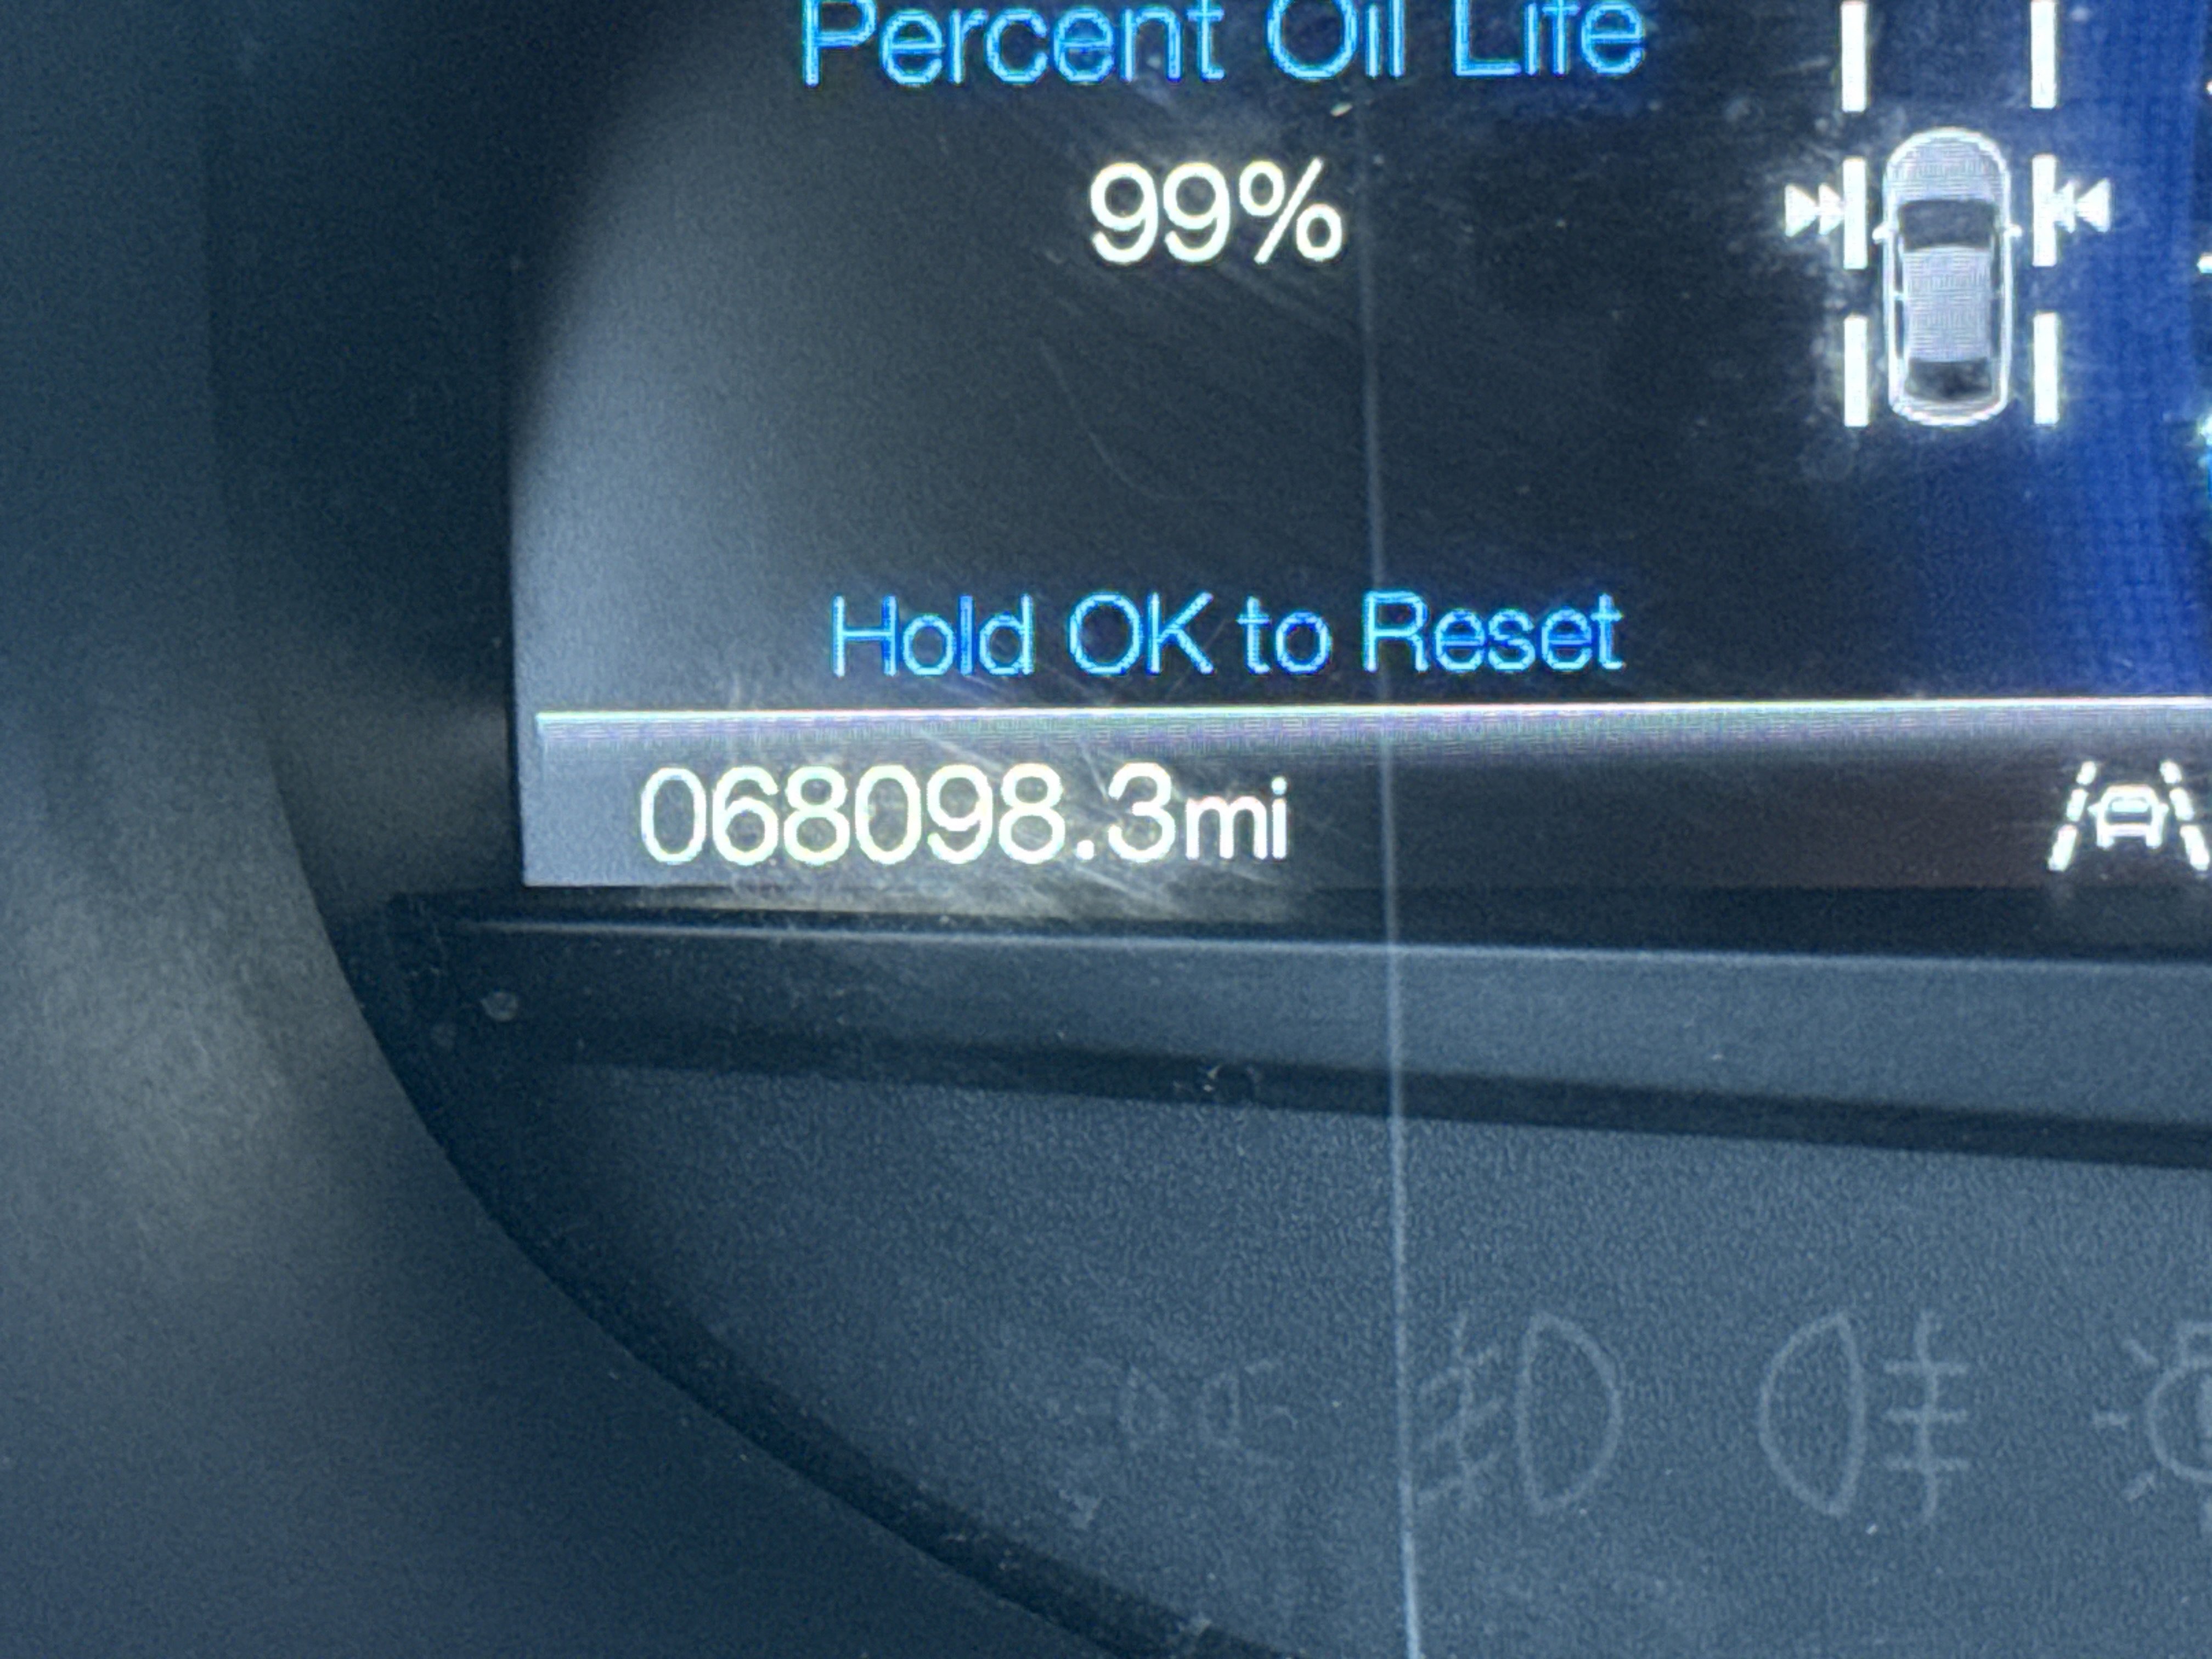 Percent Oil Life
99%
Hold OK to Reset
068098.3mi